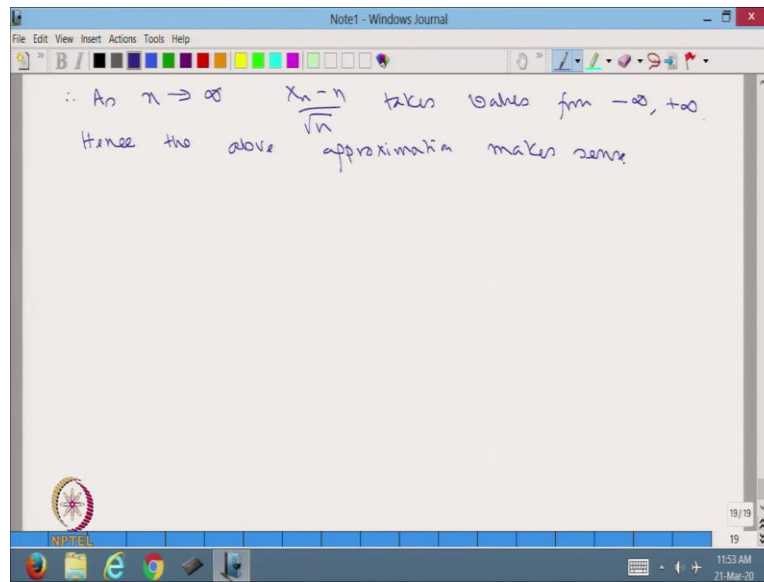 Note1 - Windows Journal
File Edit View Insert Actions Tools Help
B I
∴ As n → ∞ (Xn - n)/√n takes values from -∞, +∞.
Hence the above approximation makes sense
NPTEL
19/19
19
11:53 AM
21-Mar-20